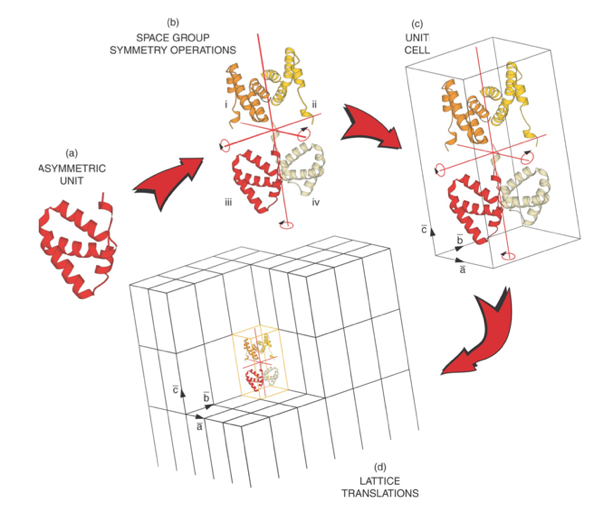 (a)
ASYMMETRIC
UNIT
(b)
SPACE GROUP
SYMMETRY OPERATIONS
i
ii
iii
iv
(c)
UNIT
CELL
c̅
b̅
a̅
c̅
b̅
a̅
(d)
LATTICE
TRANSLATIONS